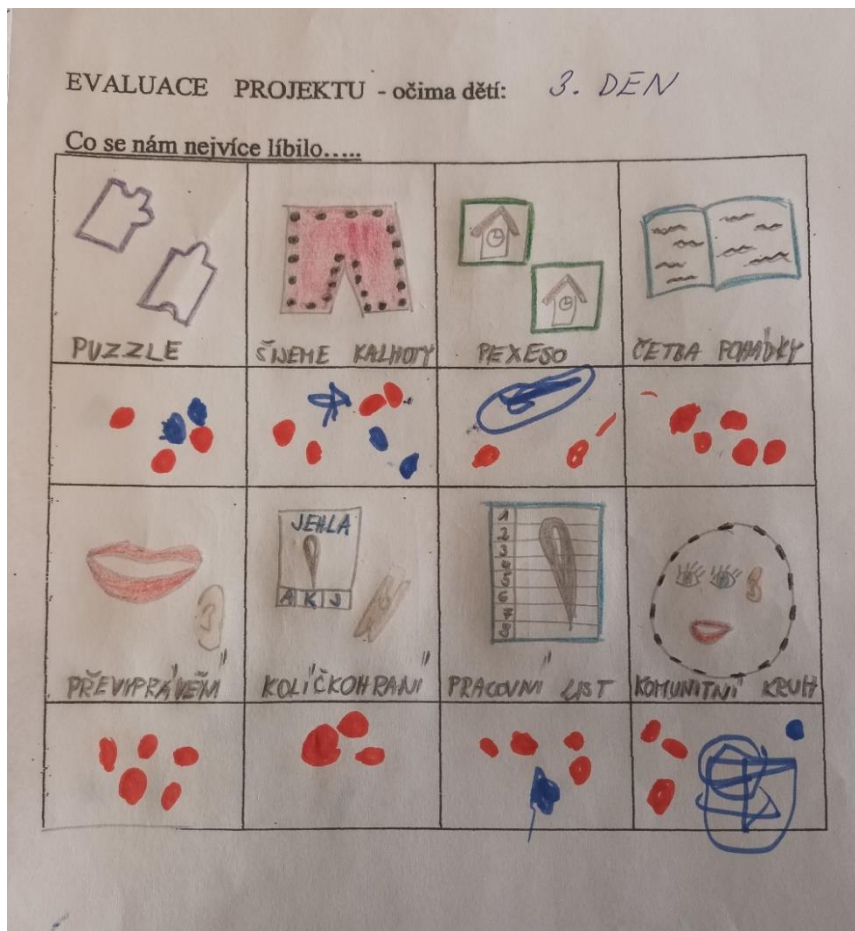 EVALUACE PROJEKTU - očima dětí: 3. DEN
Co se nám nejvíce líbilo.....
PUZZLE ŠIJEME KALHOTY PEXESO ČETBA POHÁDKY
JEHLA
A K J
1
2
3
4
5
6
7
8
PŘEVYPRÁVĚNÍ KOLÍČKOHRANÍ PRACOVNÍ LIST KOMUNITNÍ KRUH